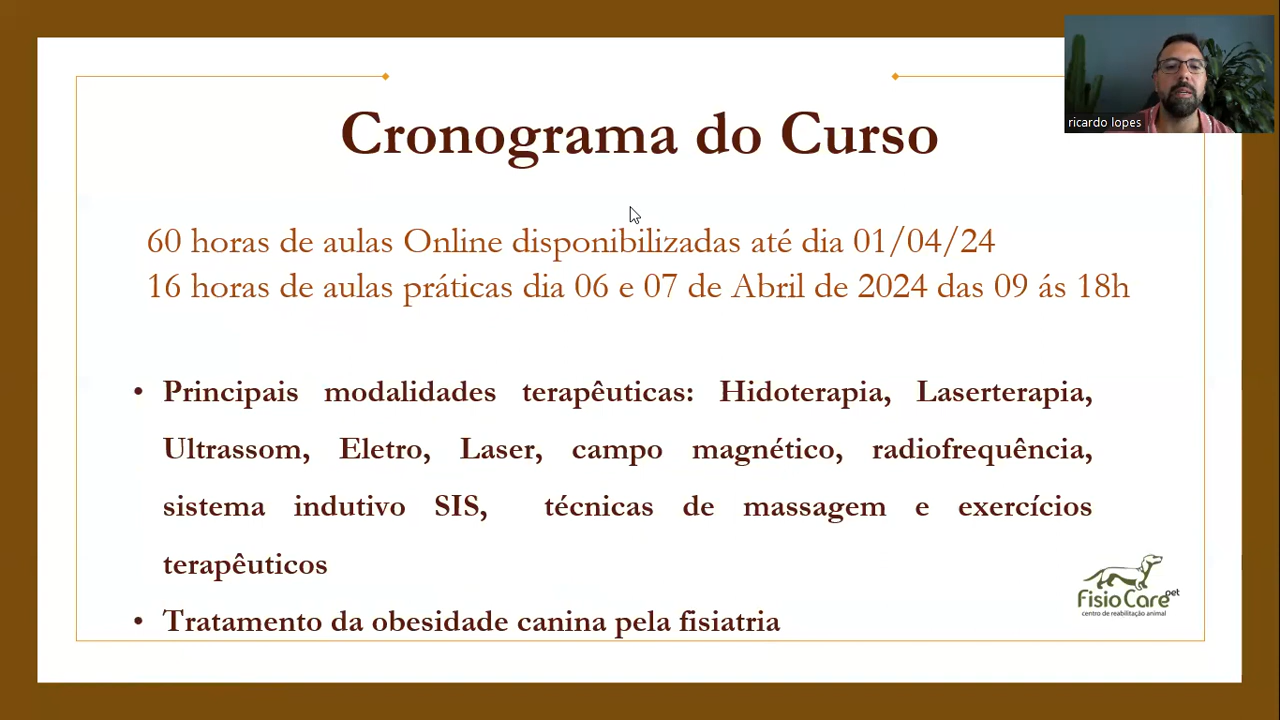 ricardo lopes
Cronograma do Curso
60 horas de aulas Online disponibilizadas até dia 01/04/24
16 horas de aulas práticas dia 06 e 07 de Abril de 2024 das 09 ás 18h
• Principais modalidades terapêuticas: Hidoterapia, Laserterapia,
Ultrassom, Eletro, Laser, campo magnético, radiofrequência,
sistema indutivo SIS, técnicas de massagem e exercícios
terapêuticos
• Tratamento da obesidade canina pela fisiatria
FisioCare pet
centro de reabilitação animal